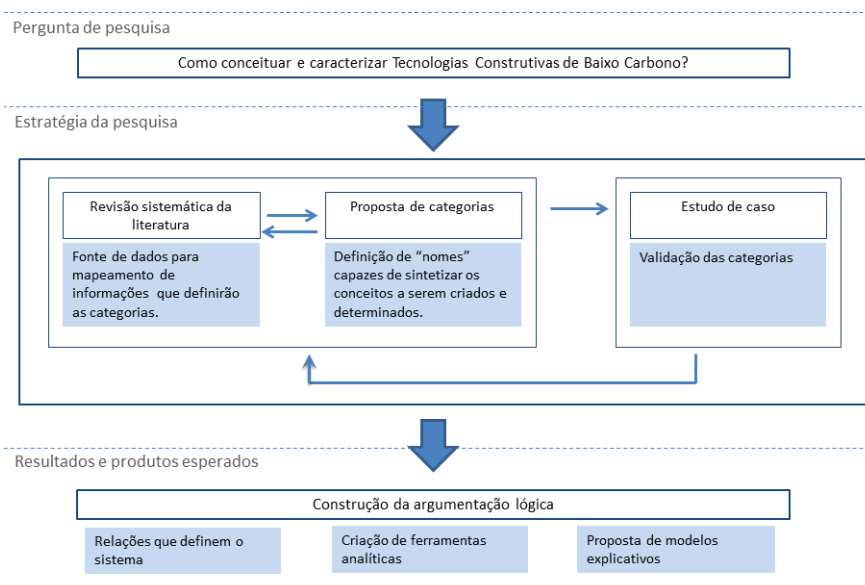 Pergunta de pesquisa
Como conceituar e caracterizar Tecnologias Construtivas de Baixo Carbono?
Estratégia da pesquisa
Revisão sistemática da
literatura
Fonte de dados para
mapeamento de
informações que definirão
as categorias.
Proposta de categorias
Definição de “nomes”
capazes de sintetizar os
conceitos a serem criados e
determinados.
Estudo de caso
Validação das categorias
Resultados e produtos esperados
Construção da argumentação lógica
Relações que definem o
sistema
Criação de ferramentas
analíticas
Proposta de modelos
explicativos